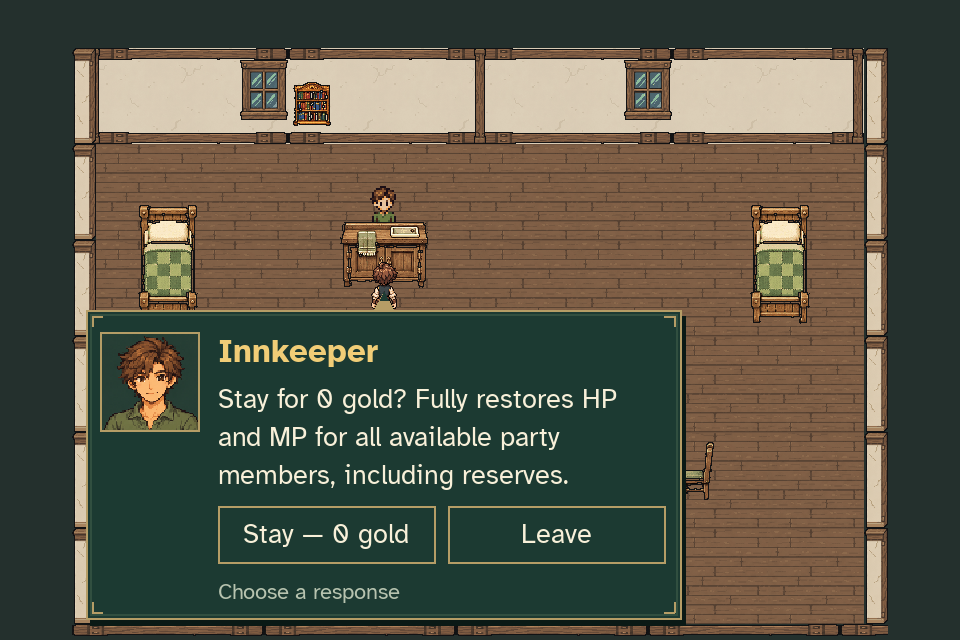 Innkeeper
Stay for 0 gold? Fully restores HP
and MP for all available party
members, including reserves.
Stay — 0 gold
Leave
Choose a response